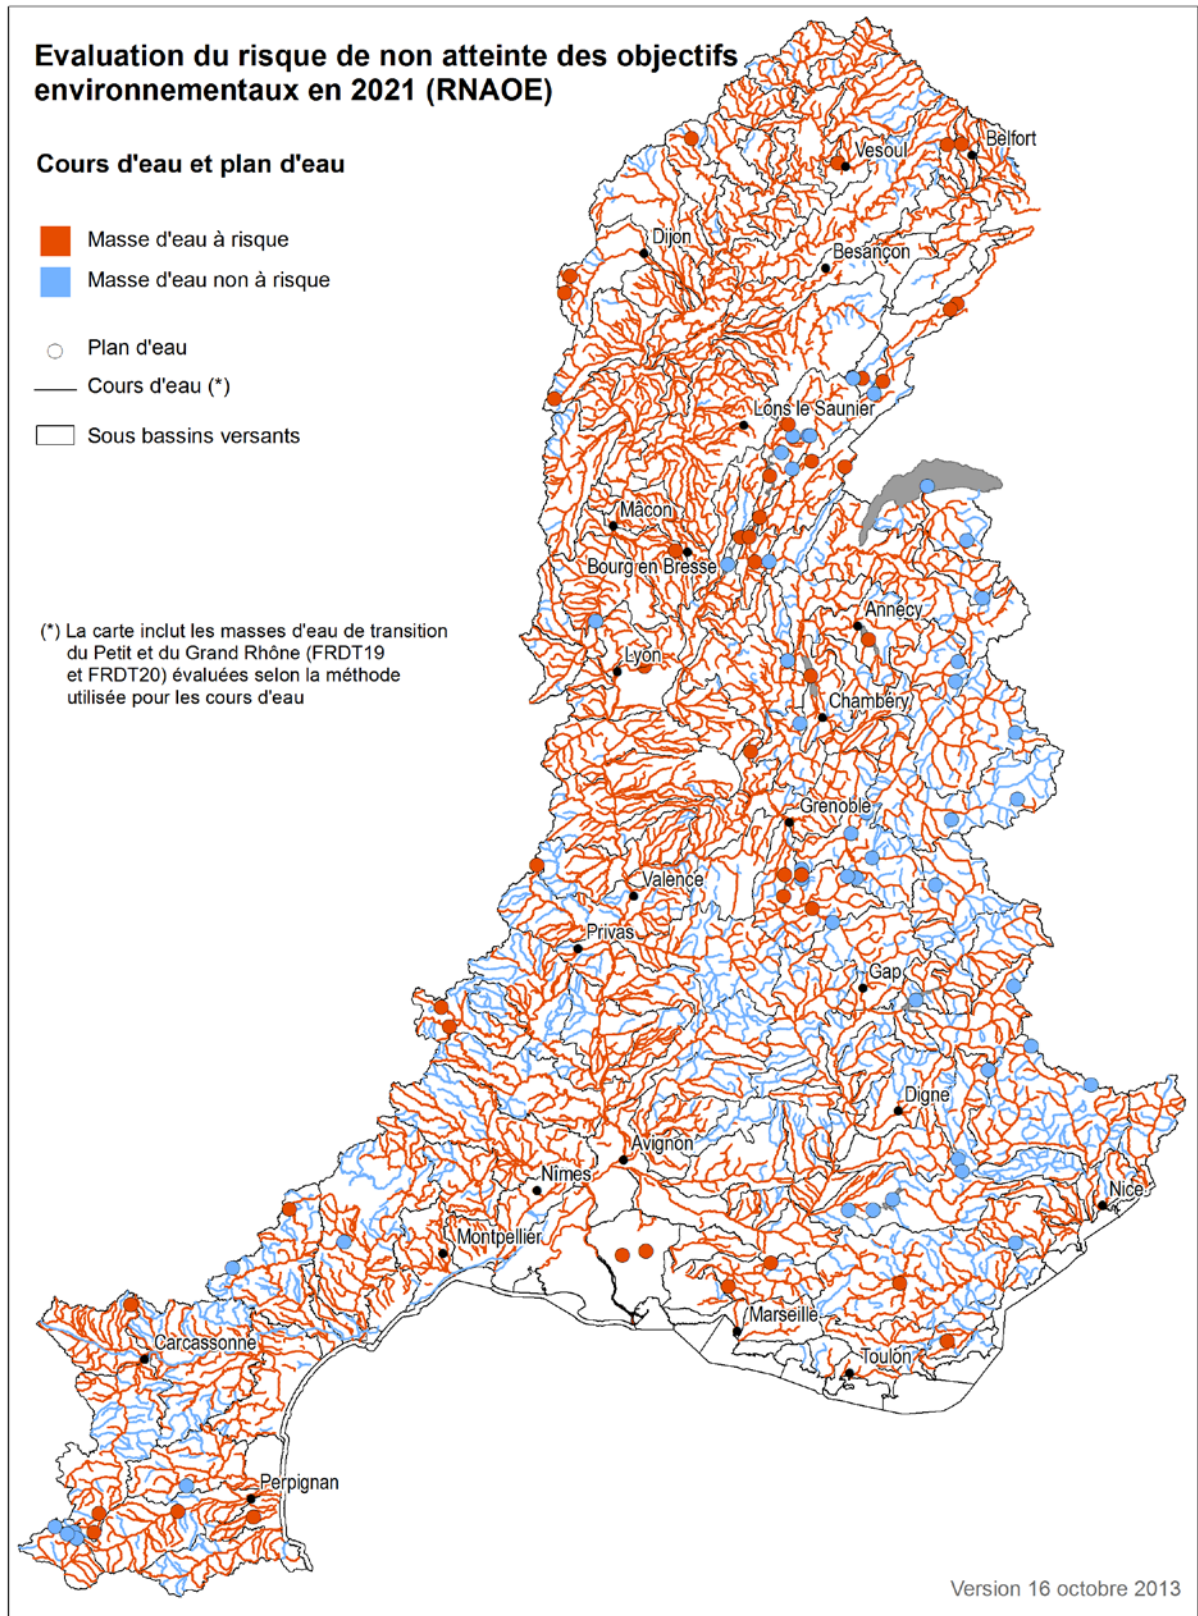 Evaluation du risque de non atteinte des objectifs
environnementaux en 2021 (RNAOE)
Cours d'eau et plan d'eau
Masse d'eau à risque
Masse d'eau non à risque
Plan d'eau
Cours d'eau (*)
Sous bassins versants
(*) La carte inclut les masses d'eau de transition
du Petit et du Grand Rhône (FRDT19
et FRDT20) évaluées selon la méthode
utilisée pour les cours d'eau
Belfort
Vesoul
Dijon
Besançon
Lons le Saunier
Mâcon
Bourg en Bresse
Annecy
Lyon
Chambéry
Grenoble
Valence
Privas
Gap
Digne
Avignon
Nîmes
Nice
Montpellier
Marseille
Carcassonne
Toulon
Perpignan
Version 16 octobre 2013